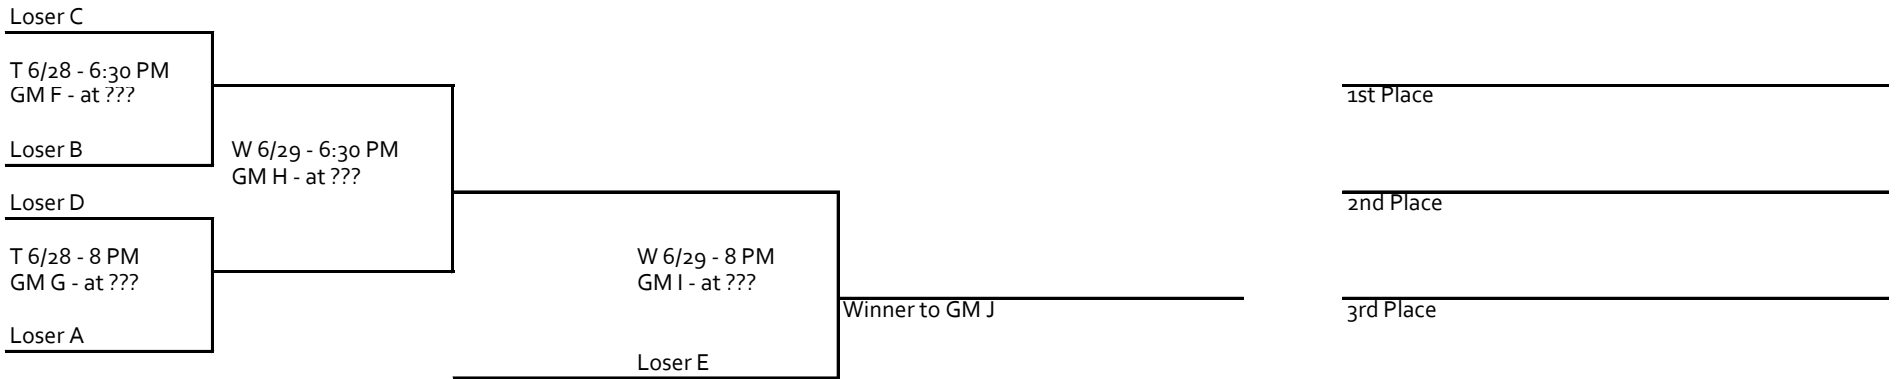 Loser C
T 6/28 - 6:30 PM
GM F - at ???
1st Place
Loser B
W 6/29 - 6:30 PM
GM H - at ???
Loser D
2nd Place
T 6/28 - 8 PM
GM G - at ???
W 6/29 - 8 PM
GM I - at ???
Winner to GM J
3rd Place
Loser A
Loser E